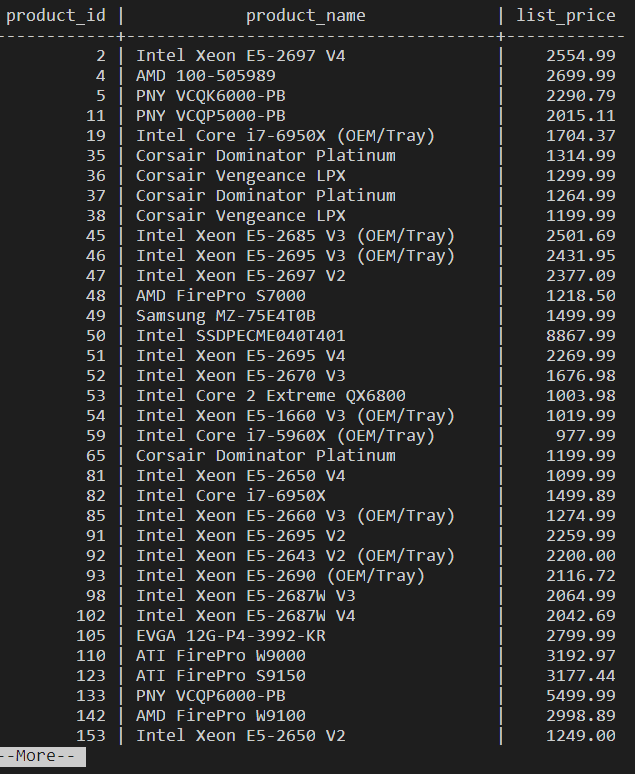 product_id | product_name | list_price
------------+-------------------------------------+------------
2 | Intel Xeon E5-2697 V4 | 2554.99
4 | AMD 100-505989 | 2699.99
5 | PNY VCQK6000-PB | 2290.79
11 | PNY VCQP5000-PB | 2015.11
19 | Intel Core i7-6950X (OEM/Tray) | 1704.37
35 | Corsair Dominator Platinum | 1314.99
36 | Corsair Vengeance LPX | 1299.99
37 | Corsair Dominator Platinum | 1264.99
38 | Corsair Vengeance LPX | 1199.99
45 | Intel Xeon E5-2685 V3 (OEM/Tray) | 2501.69
46 | Intel Xeon E5-2695 V3 (OEM/Tray) | 2431.95
47 | Intel Xeon E5-2697 V2 | 2377.09
48 | AMD FirePro S7000 | 1218.50
49 | Samsung MZ-75E4T0B | 1499.99
50 | Intel SSDPECME040T401 | 8867.99
51 | Intel Xeon E5-2695 V4 | 2269.99
52 | Intel Xeon E5-2670 V3 | 1676.98
53 | Intel Core 2 Extreme QX6800 | 1003.98
54 | Intel Xeon E5-1660 V3 (OEM/Tray) | 1019.99
59 | Intel Core i7-5960X (OEM/Tray) | 977.99
65 | Corsair Dominator Platinum | 1199.99
81 | Intel Xeon E5-2650 V4 | 1099.99
82 | Intel Core i7-6950X | 1499.89
85 | Intel Xeon E5-2660 V3 (OEM/Tray) | 1274.99
91 | Intel Xeon E5-2695 V2 | 2259.99
92 | Intel Xeon E5-2643 V2 (OEM/Tray) | 2200.00
93 | Intel Xeon E5-2690 (OEM/Tray) | 2116.72
98 | Intel Xeon E5-2687W V3 | 2064.99
102 | Intel Xeon E5-2687W V4 | 2042.69
105 | EVGA 12G-P4-3992-KR | 2799.99
110 | ATI FirePro W9000 | 3192.97
123 | ATI FirePro S9150 | 3177.44
133 | PNY VCQP6000-PB | 5499.99
142 | AMD FirePro W9100 | 2998.89
153 | Intel Xeon E5-2650 V2 | 1249.00
--More--